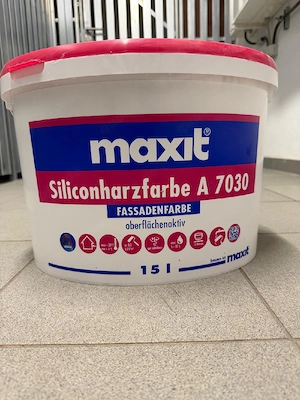 maxit®
Siliconharzfarbe A 7030
FASSADENFARBE
oberflächenaktiv
15 l
maxit